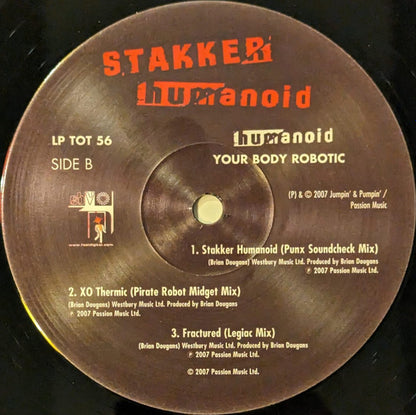 STAKKER
humanoid
LP TOT 56
SIDE B
humanoid
YOUR BODY ROBOTIC
(P) & © 2007 Jumpin' & Pumpin' /
Passion Music
1. Stakker Humanoid (Punx Soundcheck Mix)
(Brian Dougans) Westbury Music Ltd. Produced by Brian Dougans
℗ 2007 Passion Music Ltd.
2. XO Thermic (Pirate Robot Midget Mix)
(Brian Dougans) Westbury Music Ltd. Produced by Brian Dougans
℗ 2007 Passion Music Ltd.
3. Fractured (Legiac Mix)
(Brian Dougans) Westbury Music Ltd. Produced by Brian Dougans
℗ 2007 Passion Music Ltd.
© 2007 Passion Music Ltd.